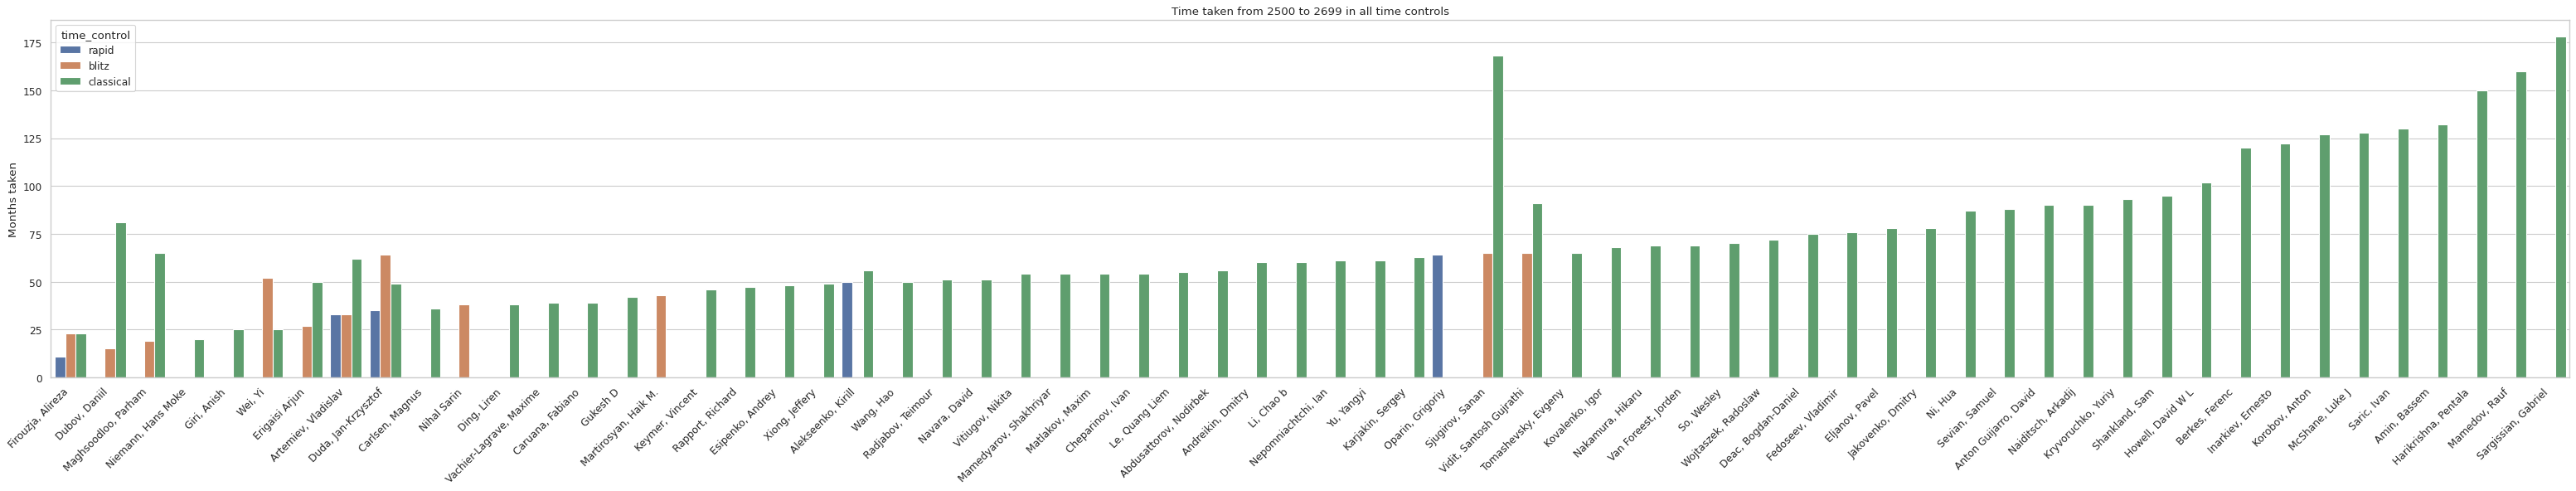 Time taken from 2500 to 2699 in all time controls
time_control
rapid
blitz
classical
Months taken
175
150
125
100
75
50
25
0
Firouzja, Alireza
Dubov, Daniil
Maghsoodloo, Parham
Niemann, Hans Moke
Giri, Anish
Wei, Yi
Erigaisi Arjun
Artemiev, Vladislav
Duda, Jan-Krzysztof
Carlsen, Magnus
Nihal Sarin
Ding, Liren
Vachier-Lagrave, Maxime
Caruana, Fabiano
Gukesh D
Martirosyan, Haik M.
Keymer, Vincent
Rapport, Richard
Esipenko, Andrey
Xiong, Jeffery
Alekseenko, Kirill
Wang, Hao
Radjabov, Teimour
Navara, David
Vitiugov, Nikita
Mamedyarov, Shakhriyar
Matlakov, Maxim
Cheparinov, Ivan
Le, Quang Liem
Abdusattorov, Nodirbek
Andreikin, Dmitry
Li, Chao b
Nepomniachtchi, Ian
Yu, Yangyi
Karjakin, Sergey
Oparin, Grigoriy
Sjugirov, Sanan
Vidit, Santosh Gujrathi
Tomashevsky, Evgeny
Kovalenko, Igor
Nakamura, Hikaru
Van Foreest, Jorden
So, Wesley
Wojtaszek, Radoslaw
Deac, Bogdan-Daniel
Fedoseev, Vladimir
Eljanov, Pavel
Jakovenko, Dmitry
Ni, Hua
Sevian, Samuel
Anton Guijarro, David
Naiditsch, Arkadij
Kryvoruchko, Yuriy
Shankland, Sam
Howell, David W L
Berkes, Ferenc
Inarkiev, Ernesto
Korobov, Anton
McShane, Luke J
Saric, Ivan
Amin, Bassem
Harikrishna, Pentala
Mamedov, Rauf
Sargissian, Gabriel